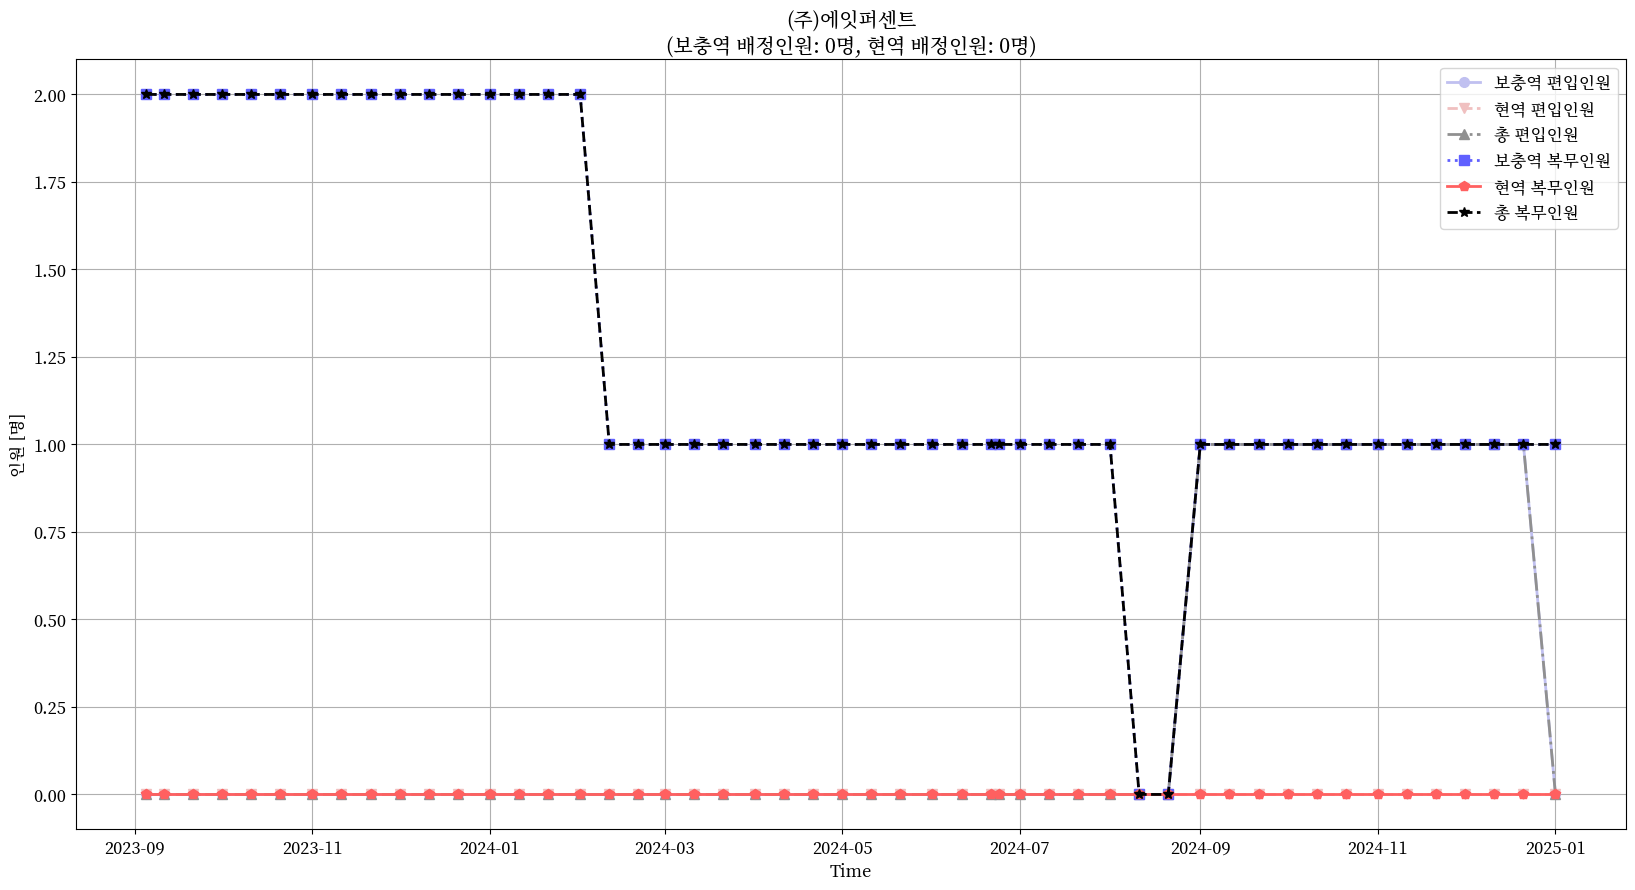 (주)에잇퍼센트
(보충역 배정인원: 0명, 현역 배정인원: 0명)
보충역 편입인원
현역 편입인원
총 편입인원
보충역 복무인원
현역 복무인원
총 복무인원
인원 [명]
2.00
1.75
1.50
1.25
1.00
0.75
0.50
0.25
0.00
2023-09
2023-11
2024-01
2024-03
2024-05
2024-07
2024-09
2024-11
2025-01
Time